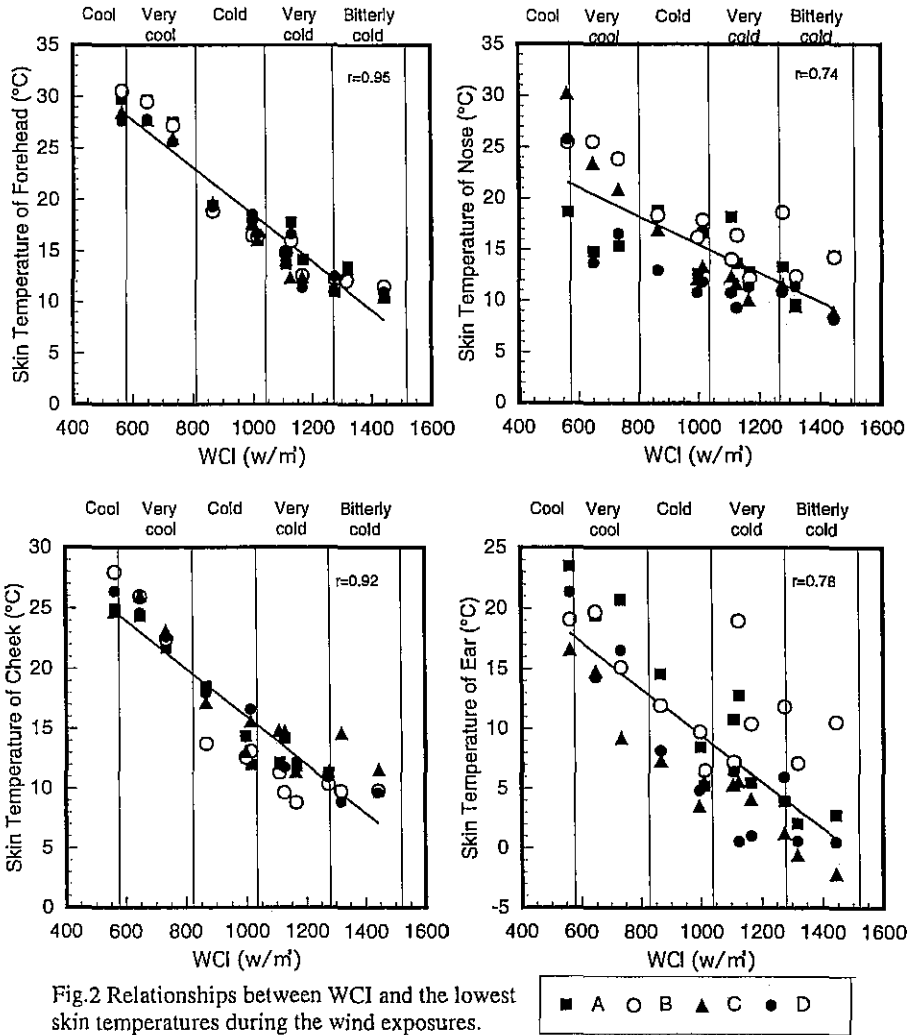 Cool Very cool Cold Very cold Bitterly cold
Skin Temperature of Forehead (°C)
35
30
25
20
15
10
5
0
r=0.95
400 600 800 1000 1200 1400 1600
WCI (w/㎡)
Cool Very cool Cold Very cold Bitterly cold
Skin Temperature of Nose (°C)
35
30
25
20
15
10
5
0
r=0.74
400 600 800 1000 1200 1400 1600
WCI (w/㎡)
Cool Very cool Cold Very cold Bitterly cold
Skin Temperature of Cheek (°C)
30
25
20
15
10
5
0
r=0.92
400 600 800 1000 1200 1400 1600
WCI (w/㎡)
Cool Very cool Cold Very cold Bitterly cold
Skin Temperature of Ear (°C)
25
20
15
10
5
0
-5
r=0.78
400 600 800 1000 1200 1400 1600
WCI (w/㎡)
Fig.2 Relationships between WCI and the lowest
skin temperatures during the wind exposures.
■ A ○ B ▲ C ● D